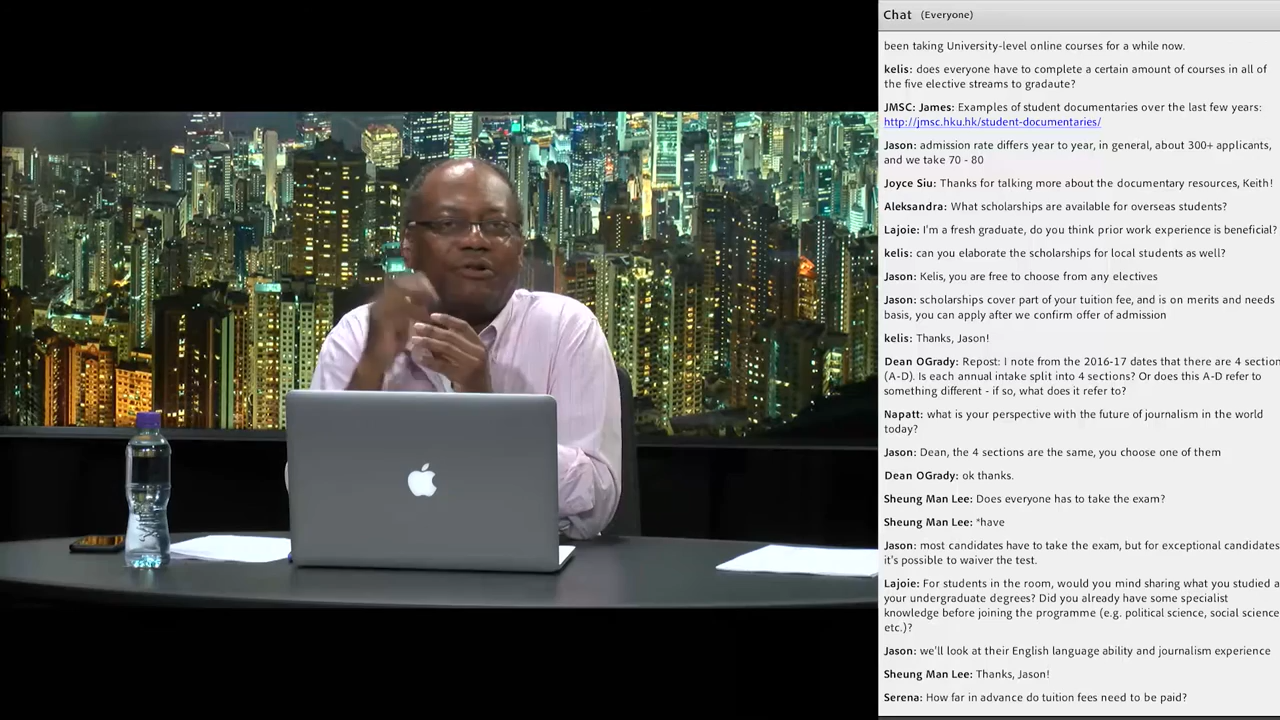 Chat (Everyone)
been taking University-level online courses for a while now.
kelis: does everyone have to complete a certain amount of courses in all of
the five elective streams to gradaute?
JMSC: James: Examples of student documentaries over the last few years:
http://jmsc.hku.hk/student-documentaries/
Jason: admission rate differs year to year, in general, about 300+ applicants,
and we take 70 - 80
Joyce Siu: Thanks for talking more about the documentary resources, Keith!
Aleksandra: What scholarships are available for overseas students?
Lajoie: I'm a fresh graduate, do you think prior work experience is beneficial?
kelis: can you elaborate the scholarships for local students as well?
Jason: Kelis, you are free to choose from any electives
Jason: scholarships cover part of your tuition fee, and is on merits and needs
basis, you can apply after we confirm offer of admission
kelis: Thanks, Jason!
Dean OGrady: Repost: I note from the 2016-17 dates that there are 4 section
(A-D). Is each annual intake split into 4 sections? Or does this A-D refer to
something different - if so, what does it refer to?
Napatt: what is your perspective with the future of journalism in the world
today?
Jason: Dean, the 4 sections are the same, you choose one of them
Dean OGrady: ok thanks.
Sheung Man Lee: Does everyone has to take the exam?
Sheung Man Lee: *have
Jason: most candidates have to take the exam, but for exceptional candidates
it's possible to waiver the test.
Lajoie: For students in the room, would you mind sharing what you studied a
your undergraduate degrees? Did you already have some specialist
knowledge before joining the programme (e.g. political science, social science
etc.)?
Jason: we'll look at their English language ability and journalism experience
Sheung Man Lee: Thanks, Jason!
Serena: How far in advance do tuition fees need to be paid?